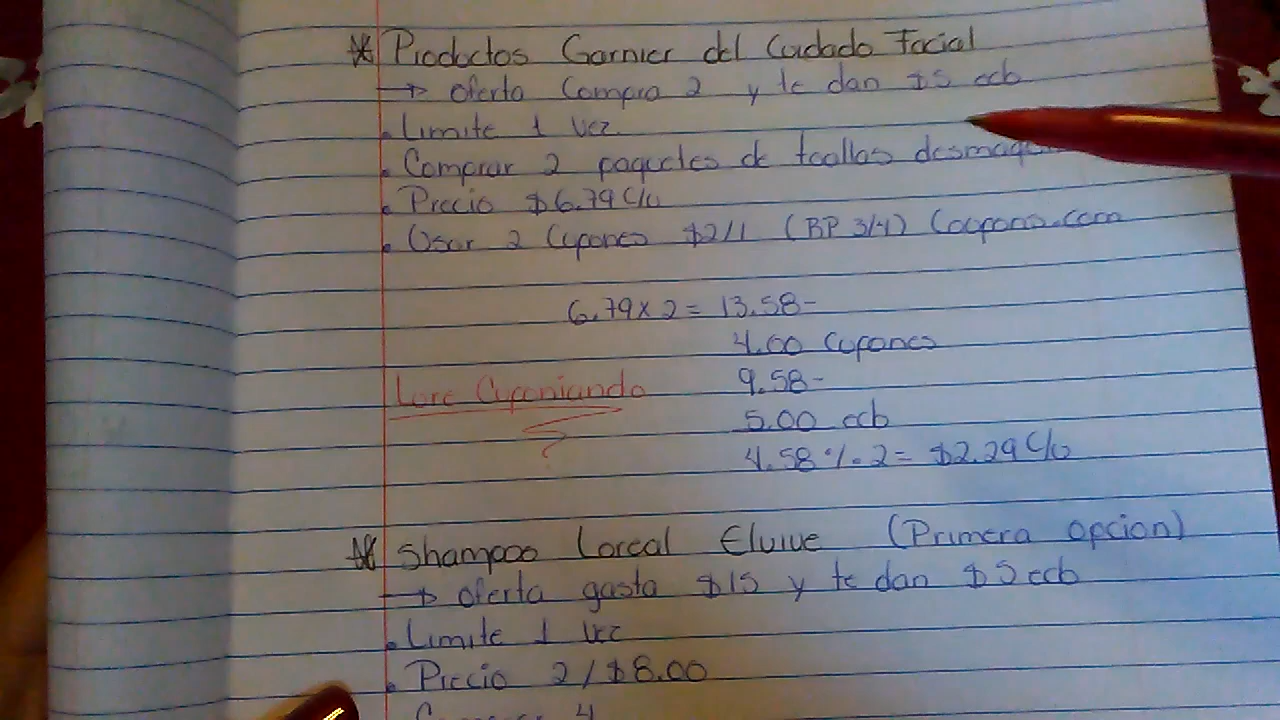 * Productos Garnier del Cuidado Facial
→ oferta Compra 2 y te dan $5 ecb
. Limite 1 vez.
. Comprar 2 paquetes de toallas desmaq
. Precio $6.79 c/u
. Usar 2 Cupones $2/1 (BP 3/4) Coupons.com
6.79 x 2 = 13.58-
4.00 Cupones
Lore Cuponiando 9.58-
5.00 ecb
4.58 % 2 = $2.29 c/u
* Shampoo Loreal Elvive (Primera opcion)
→ oferta gasta $15 y te dan $5 ecb
. Limite 1 vez
. Precio 2/$8.00
4